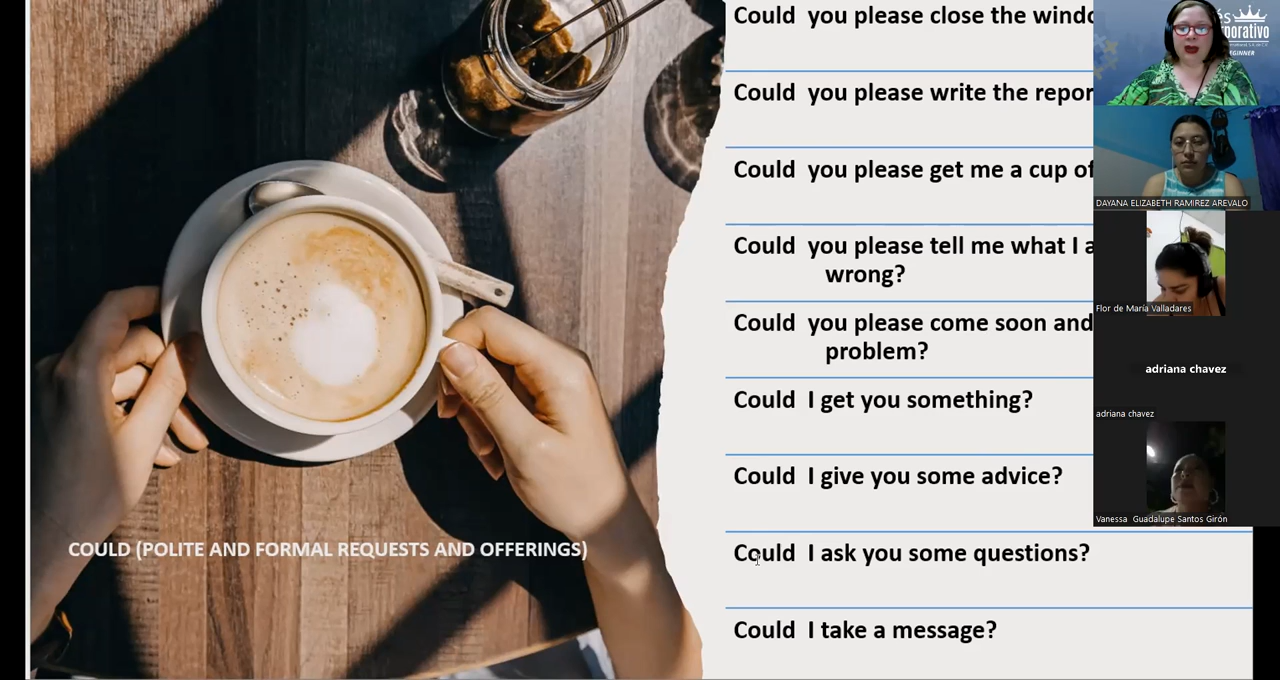 Could you please close the
Could you please write the
Could you please get me a cup of
Could you please tell me what I
wrong?
Could you please come soon and
problem?
Could I get you something?
Could I give you some advice?
Could I ask you some questions?
Could I take a message?
COULD (POLITE AND FORMAL REQUESTS AND OFFERINGS)
DAYANA ELIZABETH RAMIREZ AREVALO
Flor de María Valladares
adriana chavez
adriana chavez
Vanessa Guadalupe Santos Girón